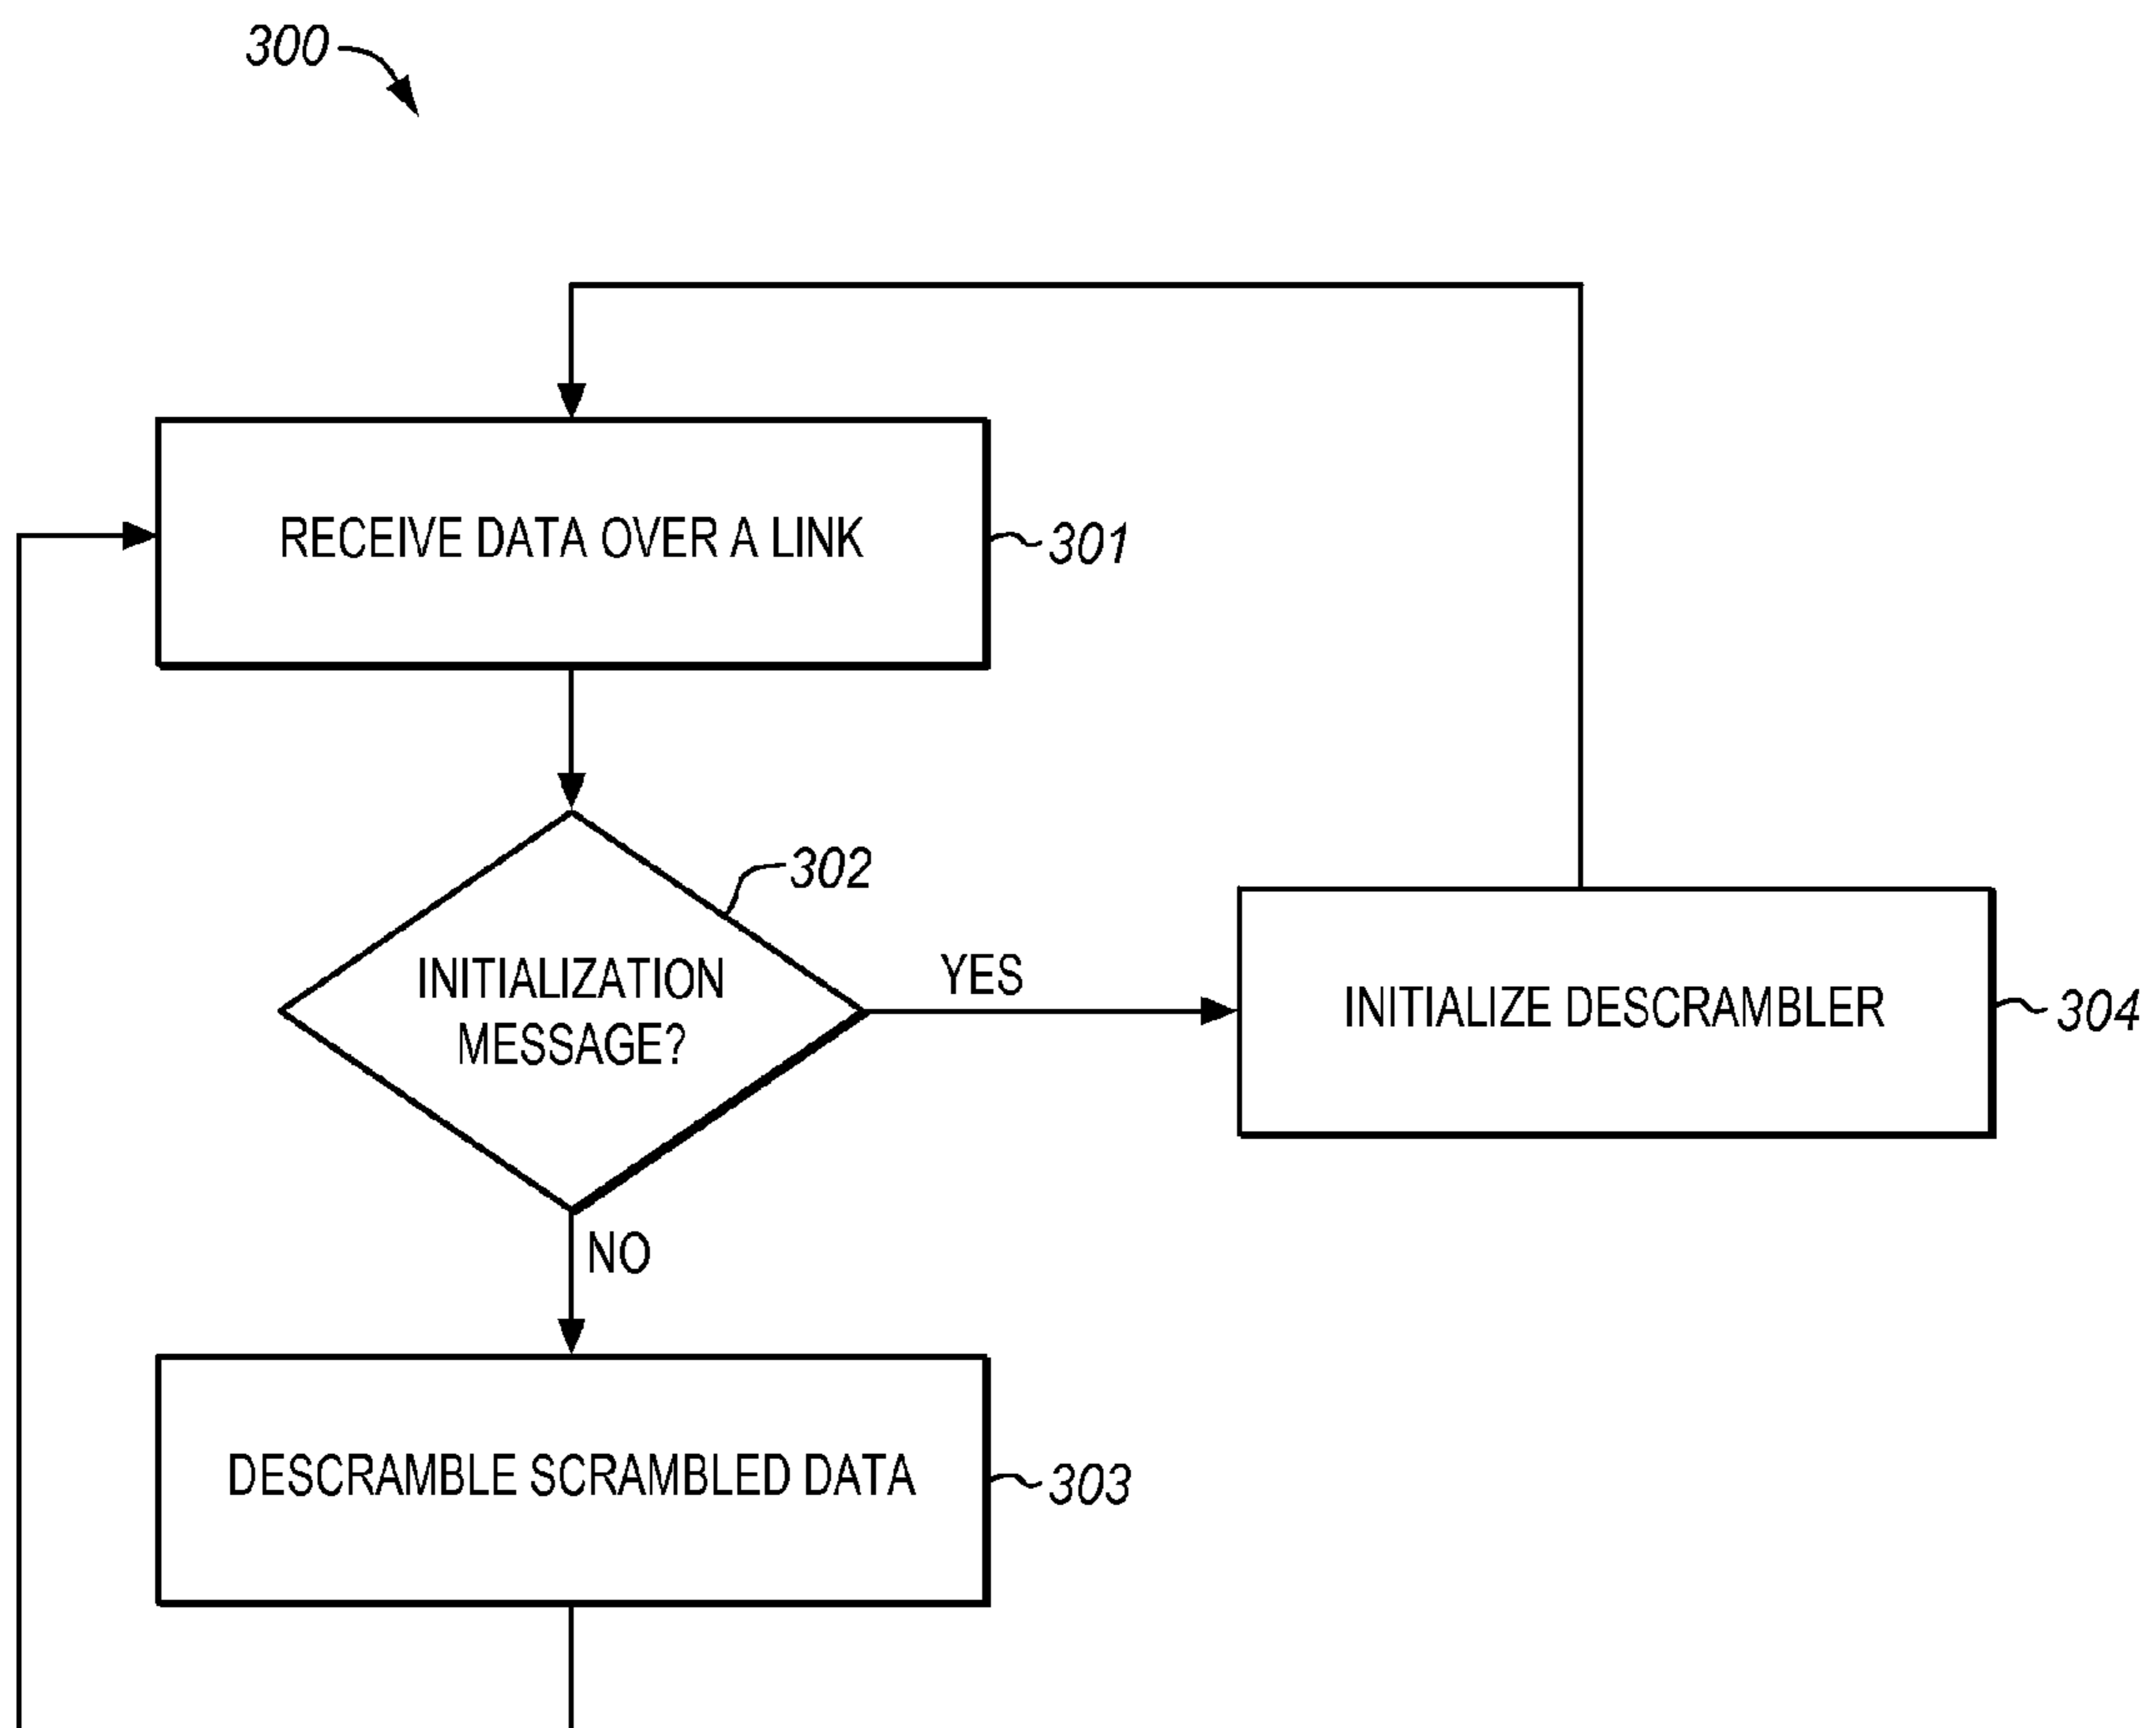 300
RECEIVE DATA OVER A LINK
301
302
INITIALIZATION
MESSAGE?
YES
INITIALIZE DESCRAMBLER
304
NO
DESCRAMBLE SCRAMBLED DATA
303